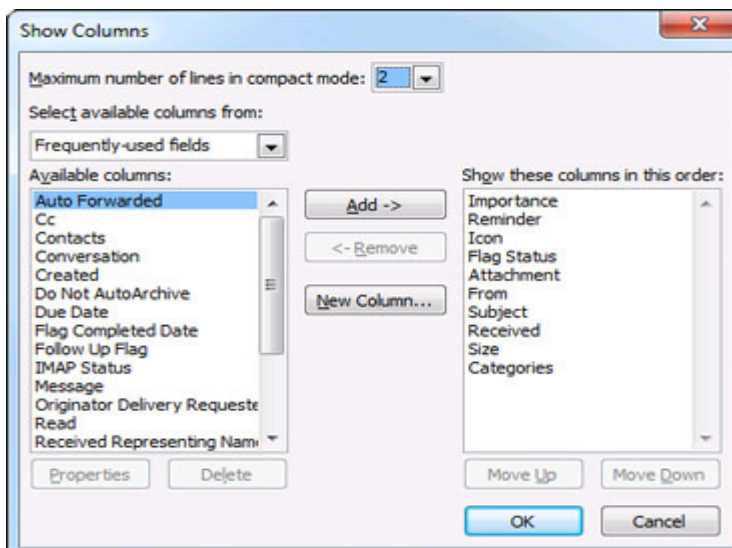 Show Columns
Maximum number of lines in compact mode: 2
Select available columns from:
Frequently-used fields
Available columns:
Auto Forwarded
Cc
Contacts
Conversation
Created
Do Not AutoArchive
Due Date
Flag Completed Date
Follow Up Flag
IMAP Status
Message
Originator Delivery Requeste
Read
Received Representing Nam
Properties
Delete
Add ->
<- Remove
New Column...
Show these columns in this order:
Importance
Reminder
Icon
Flag Status
Attachment
From
Subject
Received
Size
Categories
Move Up
Move Down
OK
Cancel